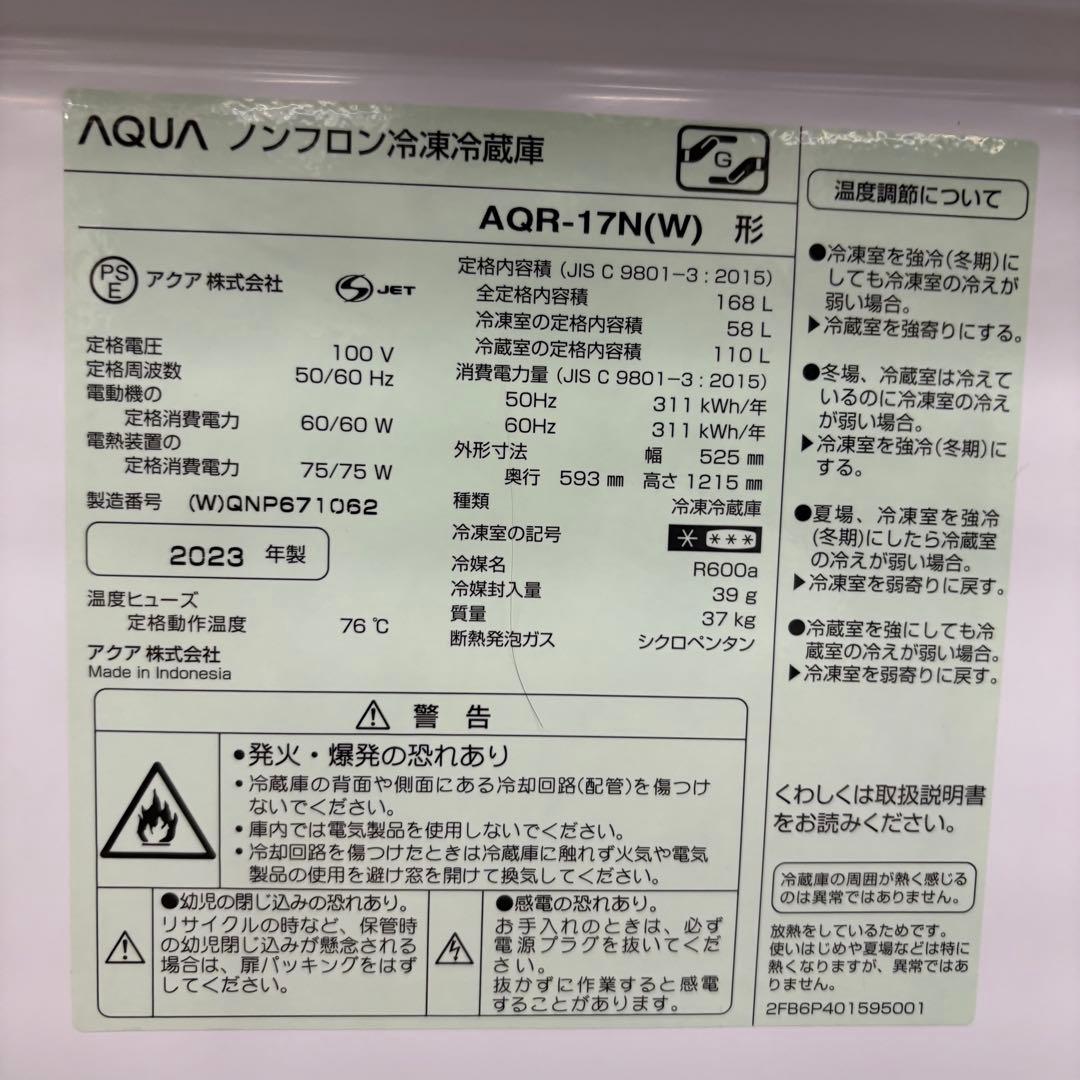 AQUA ノンフロン冷凍冷蔵庫
G
AQR-17N(W) 形
PS
E
アクア 株式会社
S JET
定格電圧 100 V
定格周波数 50/60 Hz
電動機の
定格消費電力 60/60 W
電熱装置の
定格消費電力 75/75 W
製造番号 (W)QNP671062
2023 年製
温度ヒューズ
定格動作温度 76 ℃
アクア 株式会社
Made in Indonesia
定格内容積 (JIS C 9801-3 : 2015)
全定格内容積 168 L
冷凍室の定格内容積 58 L
冷蔵室の定格内容積 110 L
消費電力量 (JIS C 9801-3 : 2015)
50Hz 311 kWh/年
60Hz 311 kWh/年
外形寸法 幅 525 ㎜
奥行 593 ㎜ 高さ 1215 ㎜
種類 冷凍冷蔵庫
冷凍室の記号 * ***
冷媒名 R600a
冷媒封入量 39 g
質量 37 kg
断熱発泡ガス シクロペンタン
警 告
●発火・爆発の恐れあり
・冷蔵庫の背面や側面にある冷却回路(配管)を傷つけ
ないでください。
・庫内では電気製品を使用しないでください。
・冷却回路を傷つけたときは冷蔵庫に触れず火気や電気
製品の使用を避け窓を開けて換気してください。
●幼児の閉じ込みの恐れあり。
リサイクルの時など、保管時
の幼児閉じ込みが懸念される
場合は、扉パッキングをはず
してください。
●感電の恐れあり。
お手入れのときは、必ず
電源プラグを抜いてくだ
さい。
抜かずに作業すると感電
することがあります。
温度調節について
●冷凍室を強冷(冬期)に
しても冷凍室の冷えが
弱い場合。
▶冷蔵室を強寄りにする。
●冬場、冷蔵室は冷えて
いるのに冷凍室の冷え
が弱い場合。
▶冷凍室を強冷(冬期)に
する。
●夏場、冷凍室を強冷
(冬期)にしたら冷蔵室
の冷えが弱い場合。
▶冷凍室を弱寄りに戻す。
●冷蔵室を強にしても冷
蔵室の冷えが弱い場合。
▶冷凍室を弱寄りに戻す。
くわしくは取扱説明書
をお読みください。
冷蔵庫の周囲が熱く感じる
のは異常ではありません。
放熱をしているためです。
使いはじめや夏場などは特に
熱くなりますが、異常ではあ
りません。
2FB6P401595001